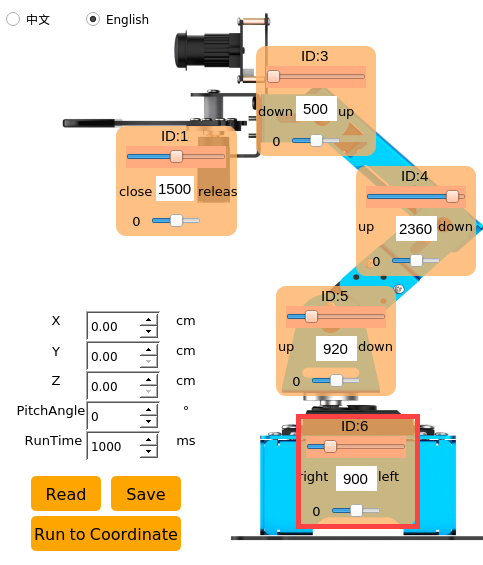 中文 English
ID:3
down 500 up
0
ID:1
close 1500 releas
0
ID:4
up 2360 down
0
ID:5
up 920 down
0
X 0.00 cm
Y 0.00 cm
Z 0.00 cm
PitchAngle 0 °
RunTime 1000 ms
ID:6
right 900 left
0
Read Save
Run to Coordinate